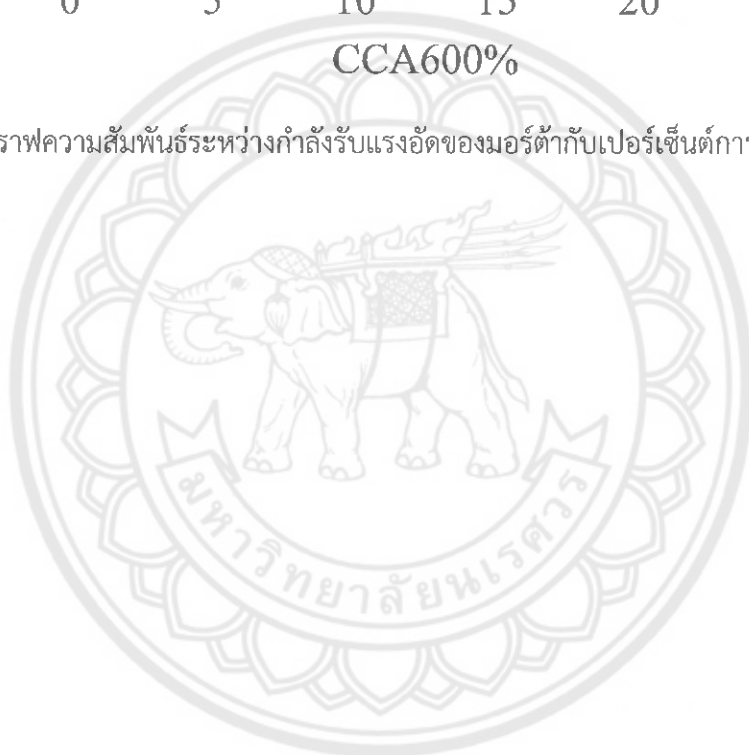 0 5 10 15 20
CCA600%
ราฟความสัมพันธ์ระหว่างกำลังรับแรงอัดของมอร์ต้ากับเปอร์เซ็นต์การ
มหาวิทยาลัยนเรศวร